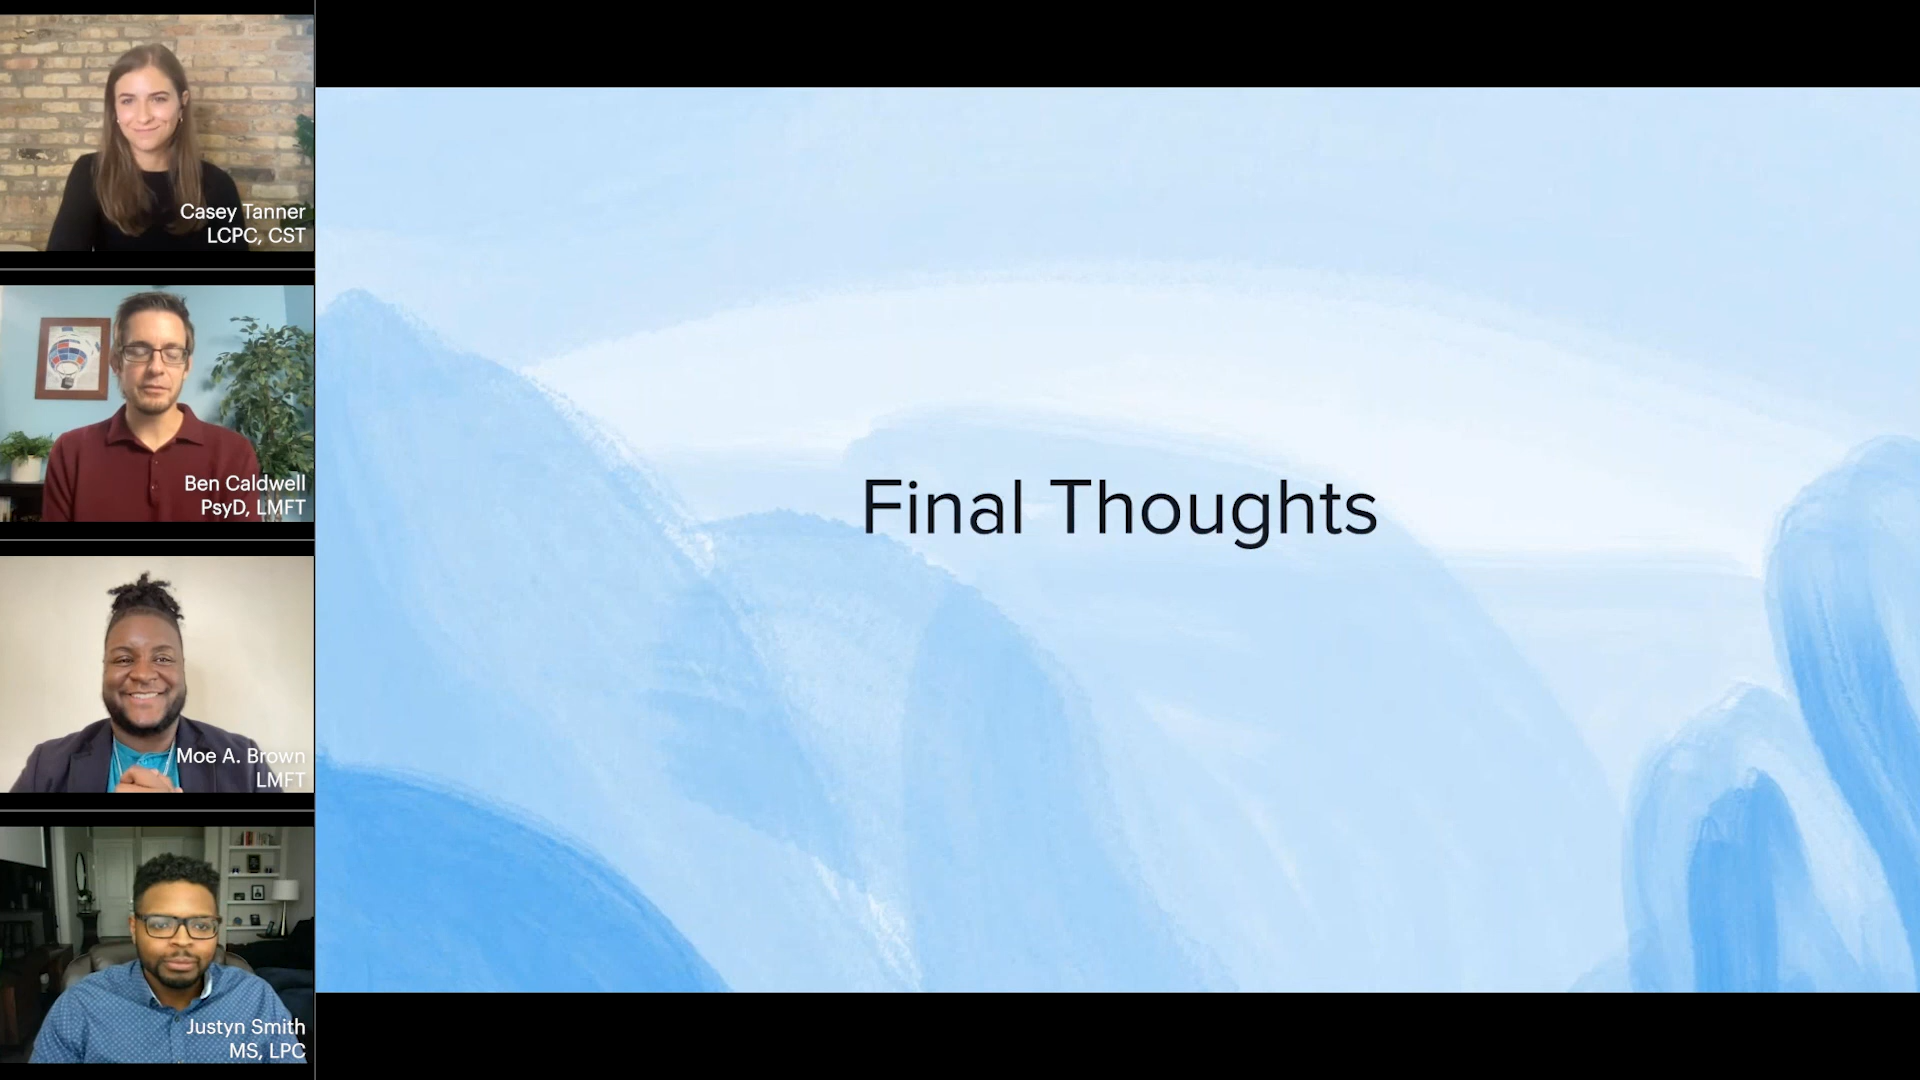 Casey Tanner
LCPC, CST
Ben Caldwell
PsyD, LMFT
Moe A. Brown
LMFT
Justyn Smith
MS, LPC
Final Thoughts